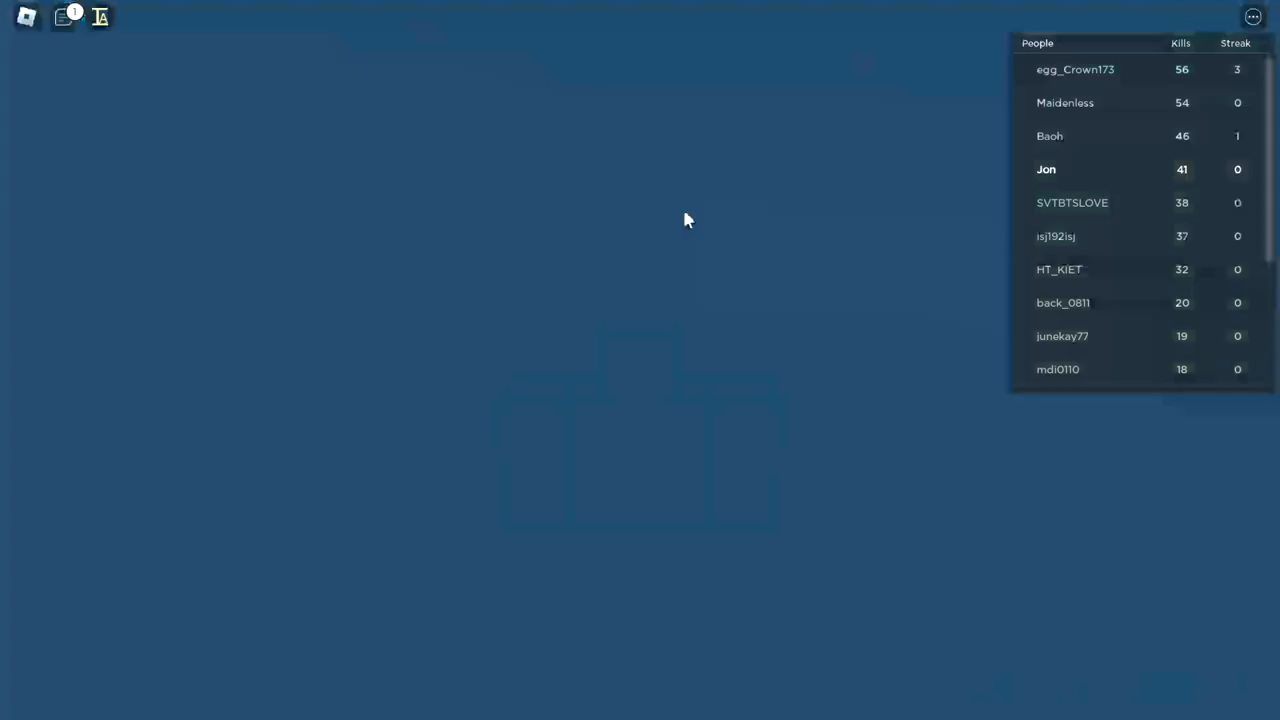 1
People Kills Streak
egg_Crown173 56 3
Maidenless 54 0
Baoh 46 1
Jon 41 0
SVTBTSLOVE 38 0
isj192isj 37 0
HT_KIET 32 0
back_0811 20 0
junekay77 19 0
mdi0110 18 0